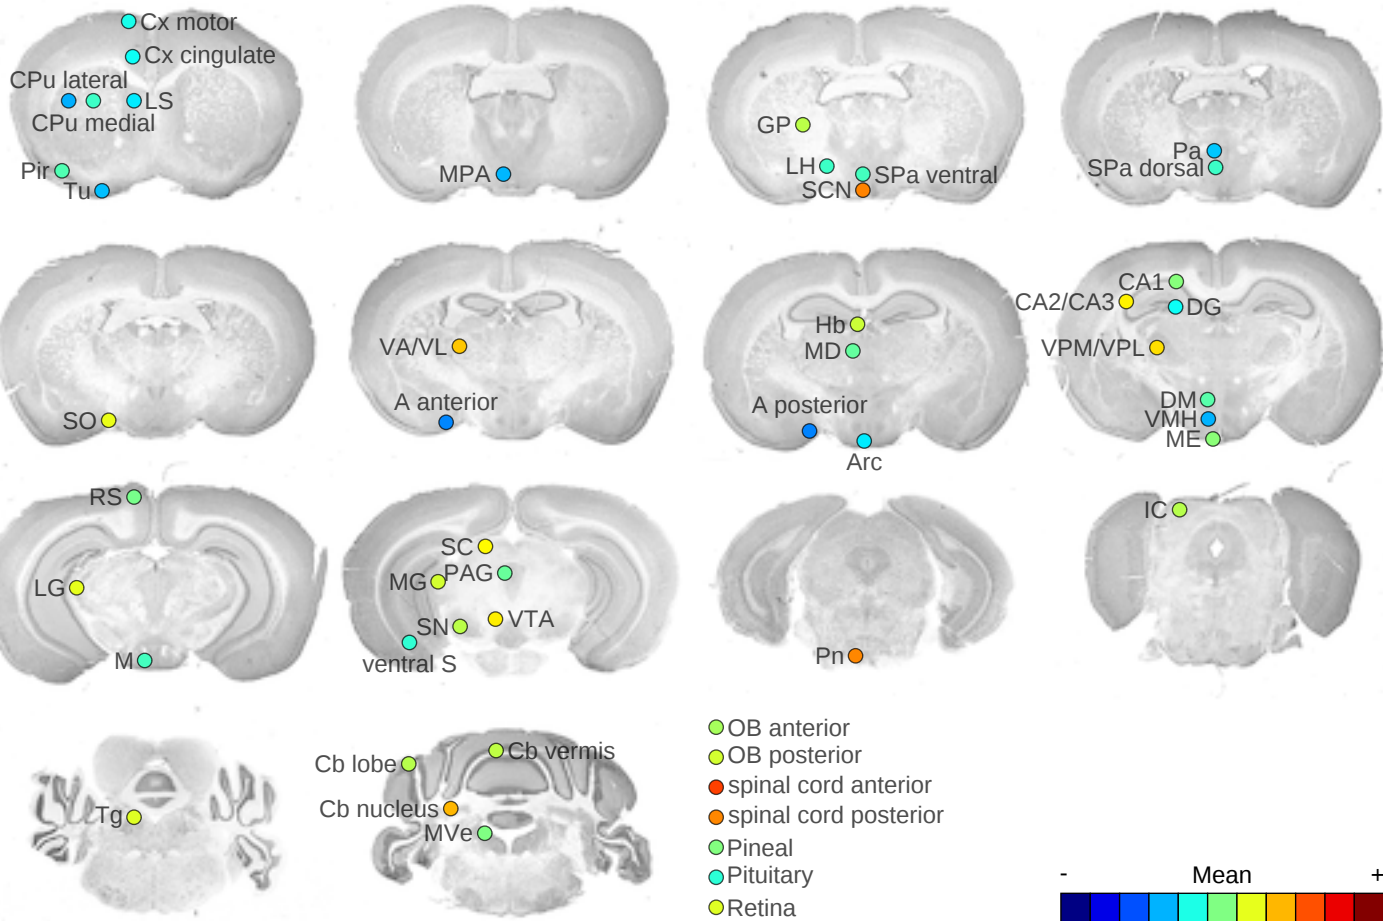 Cx motor
Cx cingulate
CPu lateral
LS
CPu medial
Pir
Tu
MPA
GP
LH
SPa ventral
SCN
Pa
SPa dorsal
SO
VA/VL
A anterior
Hb
MD
A posterior
Arc
CA1
CA2/CA3
DG
VPM/VPL
DM
VMH
ME
RS
LG
M
SC
PAG
MG
VTA
SN
ventral S
Pn
IC
Tg
Cb lobe
Cb vermis
Cb nucleus
MVe
OB anterior
OB posterior
spinal cord anterior
spinal cord posterior
Pineal
Pituitary
Retina
- Mean +